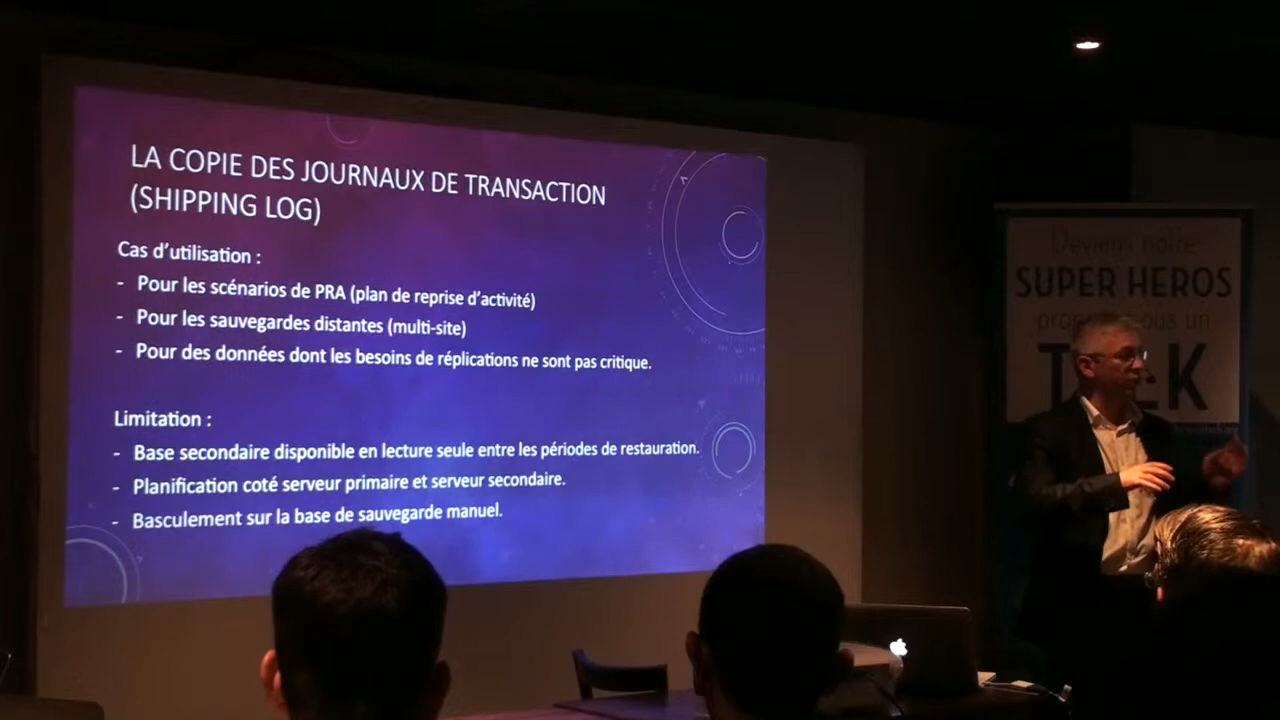 LA COPIE DES JOURNAUX DE TRANSACTION
(SHIPPING LOG)
Cas d'utilisation :
- Pour les scénarios de PRA (plan de reprise d'activité)
- Pour les sauvegardes distantes (multi-site)
- Pour des données dont les besoins de réplications ne sont pas critique.
Limitation :
- Base secondaire disponible en lecture seule entre les périodes de restauration.
- Planification coté serveur primaire et serveur secondaire.
- Basculement sur la base de sauvegarde manuel.
Deviens notre
SUPER HEROS
un